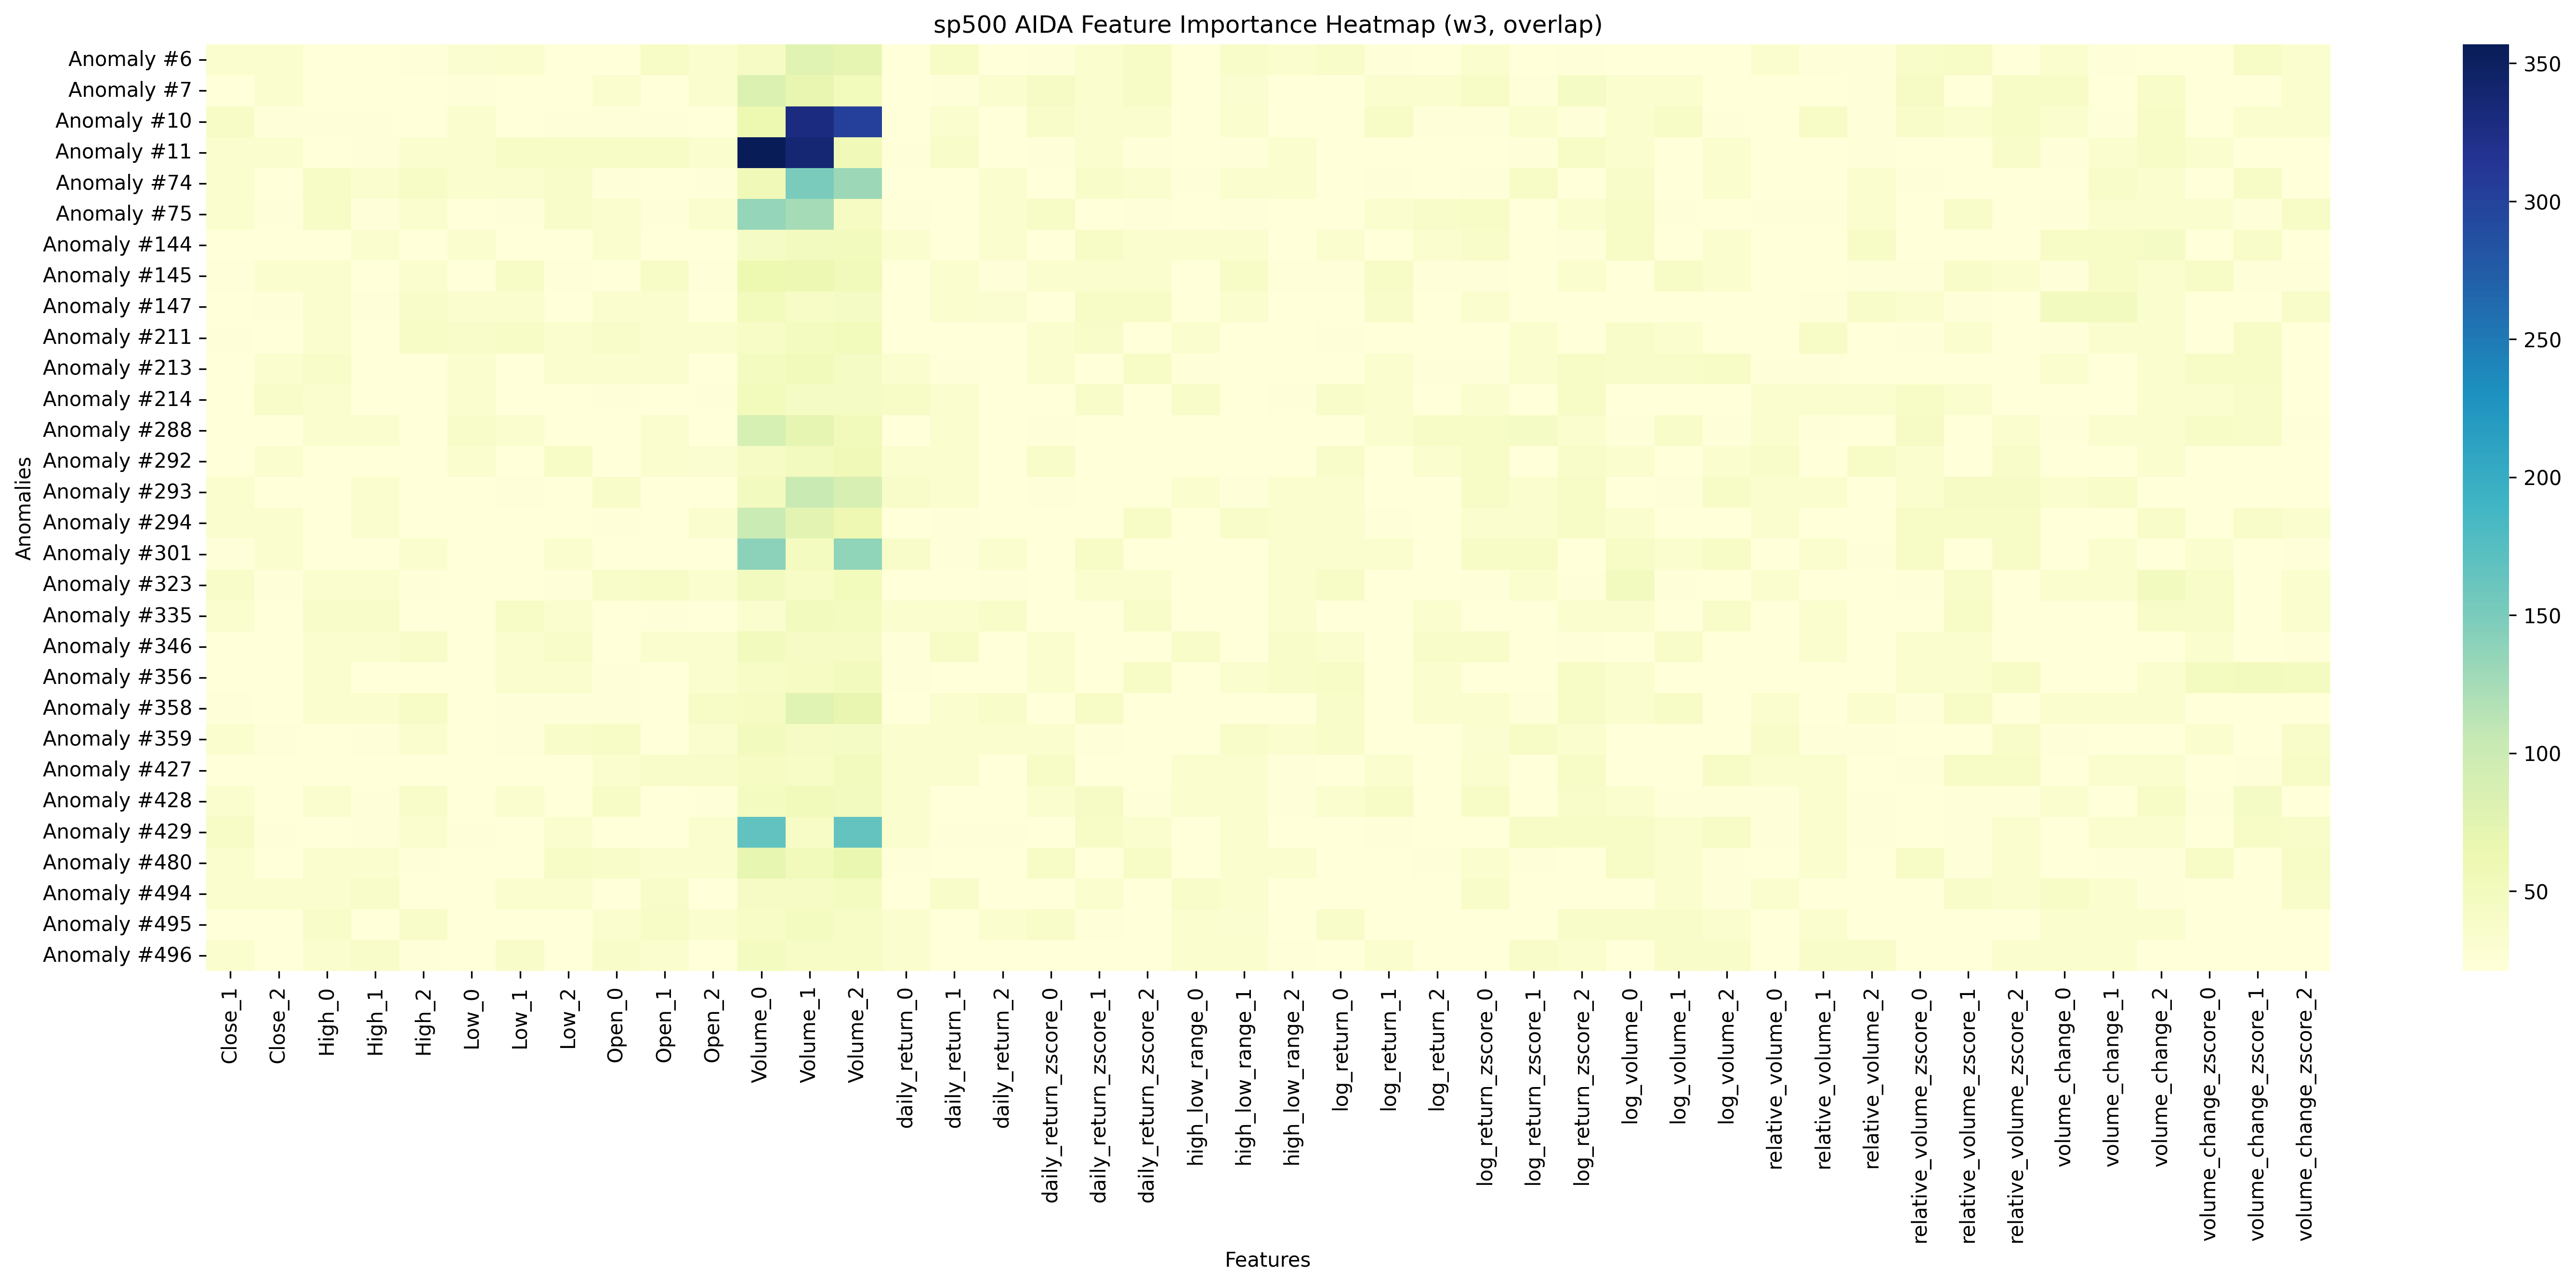 sp500 AIDA Feature Importance Heatmap (w3, overlap)
Anomalies
Anomaly #6
Anomaly #7
Anomaly #10
Anomaly #11
Anomaly #74
Anomaly #75
Anomaly #144
Anomaly #145
Anomaly #147
Anomaly #211
Anomaly #213
Anomaly #214
Anomaly #288
Anomaly #292
Anomaly #293
Anomaly #294
Anomaly #301
Anomaly #323
Anomaly #335
Anomaly #346
Anomaly #356
Anomaly #358
Anomaly #359
Anomaly #427
Anomaly #428
Anomaly #429
Anomaly #480
Anomaly #494
Anomaly #495
Anomaly #496
Close_1
Close_2
High_0
High_1
High_2
Low_0
Low_1
Low_2
Open_0
Open_1
Open_2
Volume_0
Volume_1
Volume_2
daily_return_0
daily_return_1
daily_return_2
daily_return_zscore_0
daily_return_zscore_1
daily_return_zscore_2
high_low_range_0
high_low_range_1
high_low_range_2
log_return_0
log_return_1
log_return_2
log_return_zscore_0
log_return_zscore_1
log_return_zscore_2
log_volume_0
log_volume_1
log_volume_2
relative_volume_0
relative_volume_1
relative_volume_2
relative_volume_zscore_0
relative_volume_zscore_1
relative_volume_zscore_2
volume_change_0
volume_change_1
volume_change_2
volume_change_zscore_0
volume_change_zscore_1
volume_change_zscore_2
Features
350
300
250
200
150
100
50